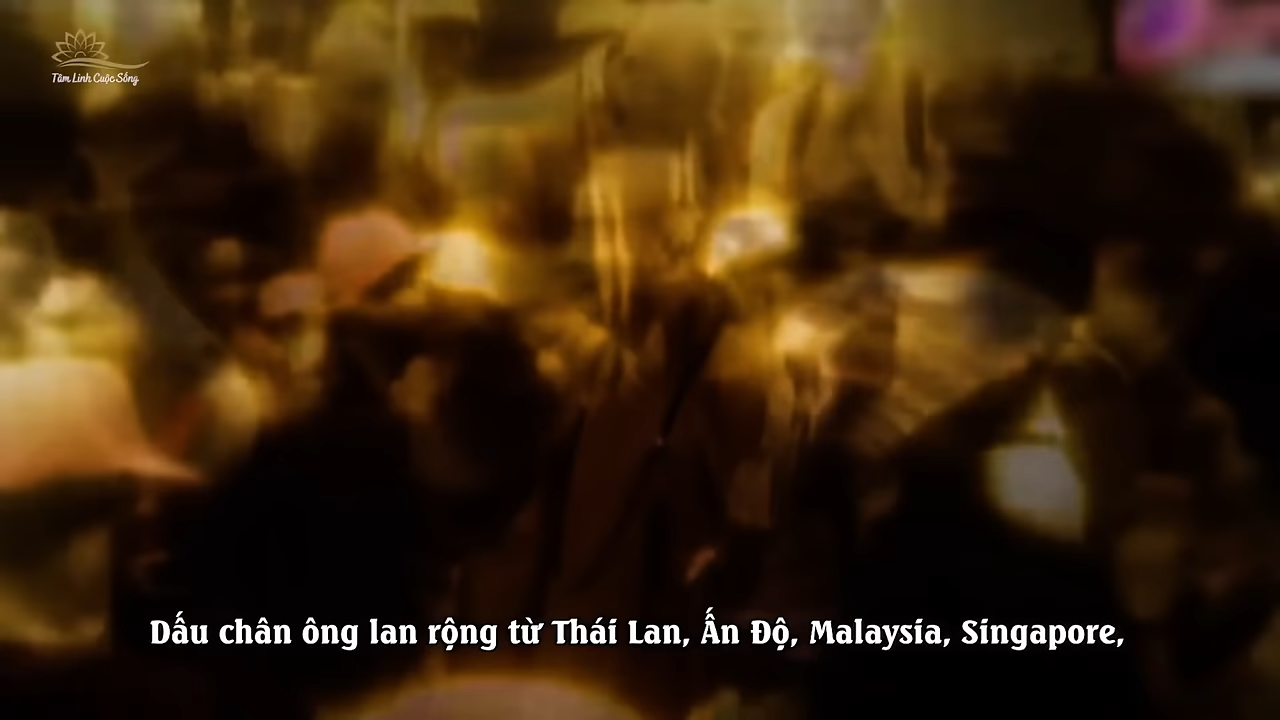 Tâm Linh Cuộc Sống
Dấu chân ông lan rộng từ Thái Lan, Ấn Độ, Malaysia, Singapore,